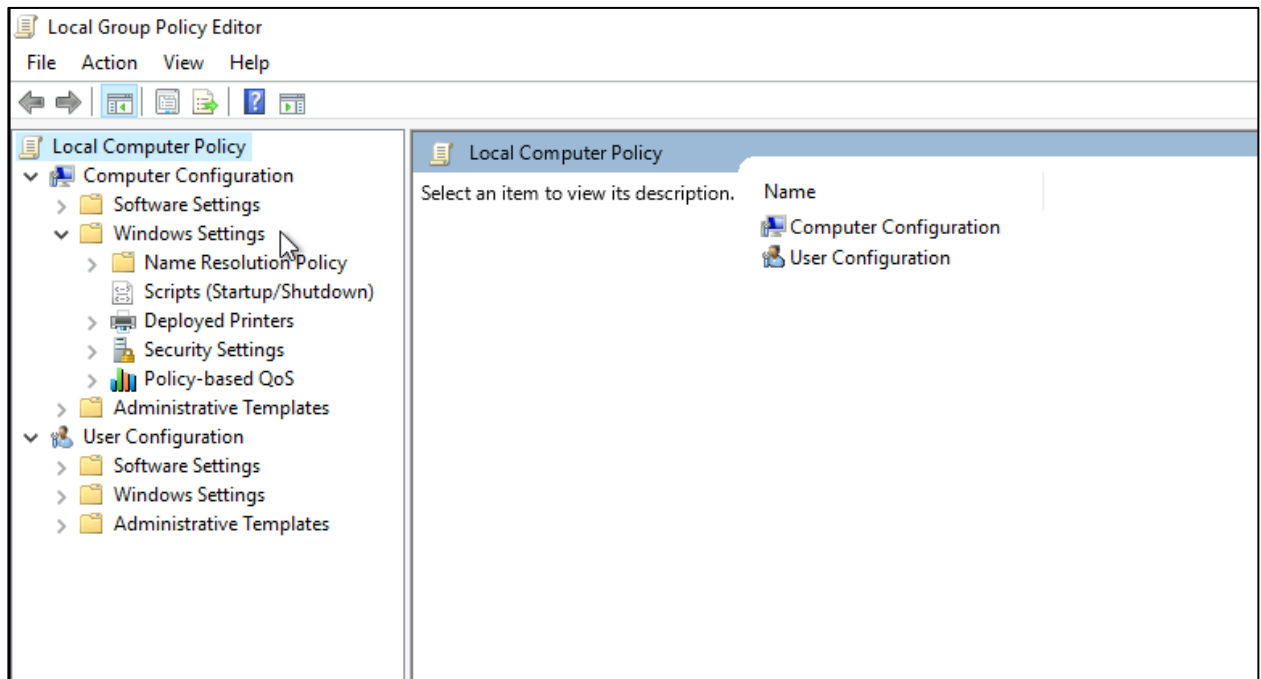 Local Group Policy Editor
File Action View Help
Local Computer Policy
Computer Configuration
Software Settings
Windows Settings
Name Resolution Policy
Scripts (Startup/Shutdown)
Deployed Printers
Security Settings
Policy-based QoS
Administrative Templates
User Configuration
Software Settings
Windows Settings
Administrative Templates
Local Computer Policy
Select an item to view its description.
Name
Computer Configuration
User Configuration